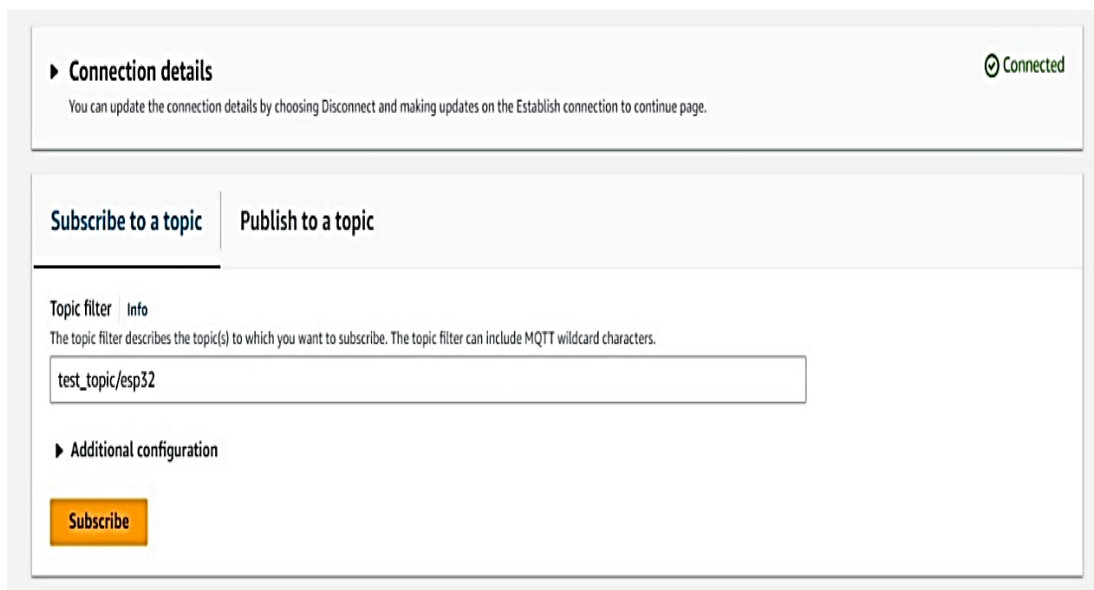 Connection details
Connected
You can update the connection details by choosing Disconnect and making updates on the Establish connection to continue page.
Subscribe to a topic
Publish to a topic
Topic filter
Info
The topic filter describes the topic(s) to which you want to subscribe. The topic filter can include MQTT wildcard characters.
test_topic/esp32
Additional configuration
Subscribe